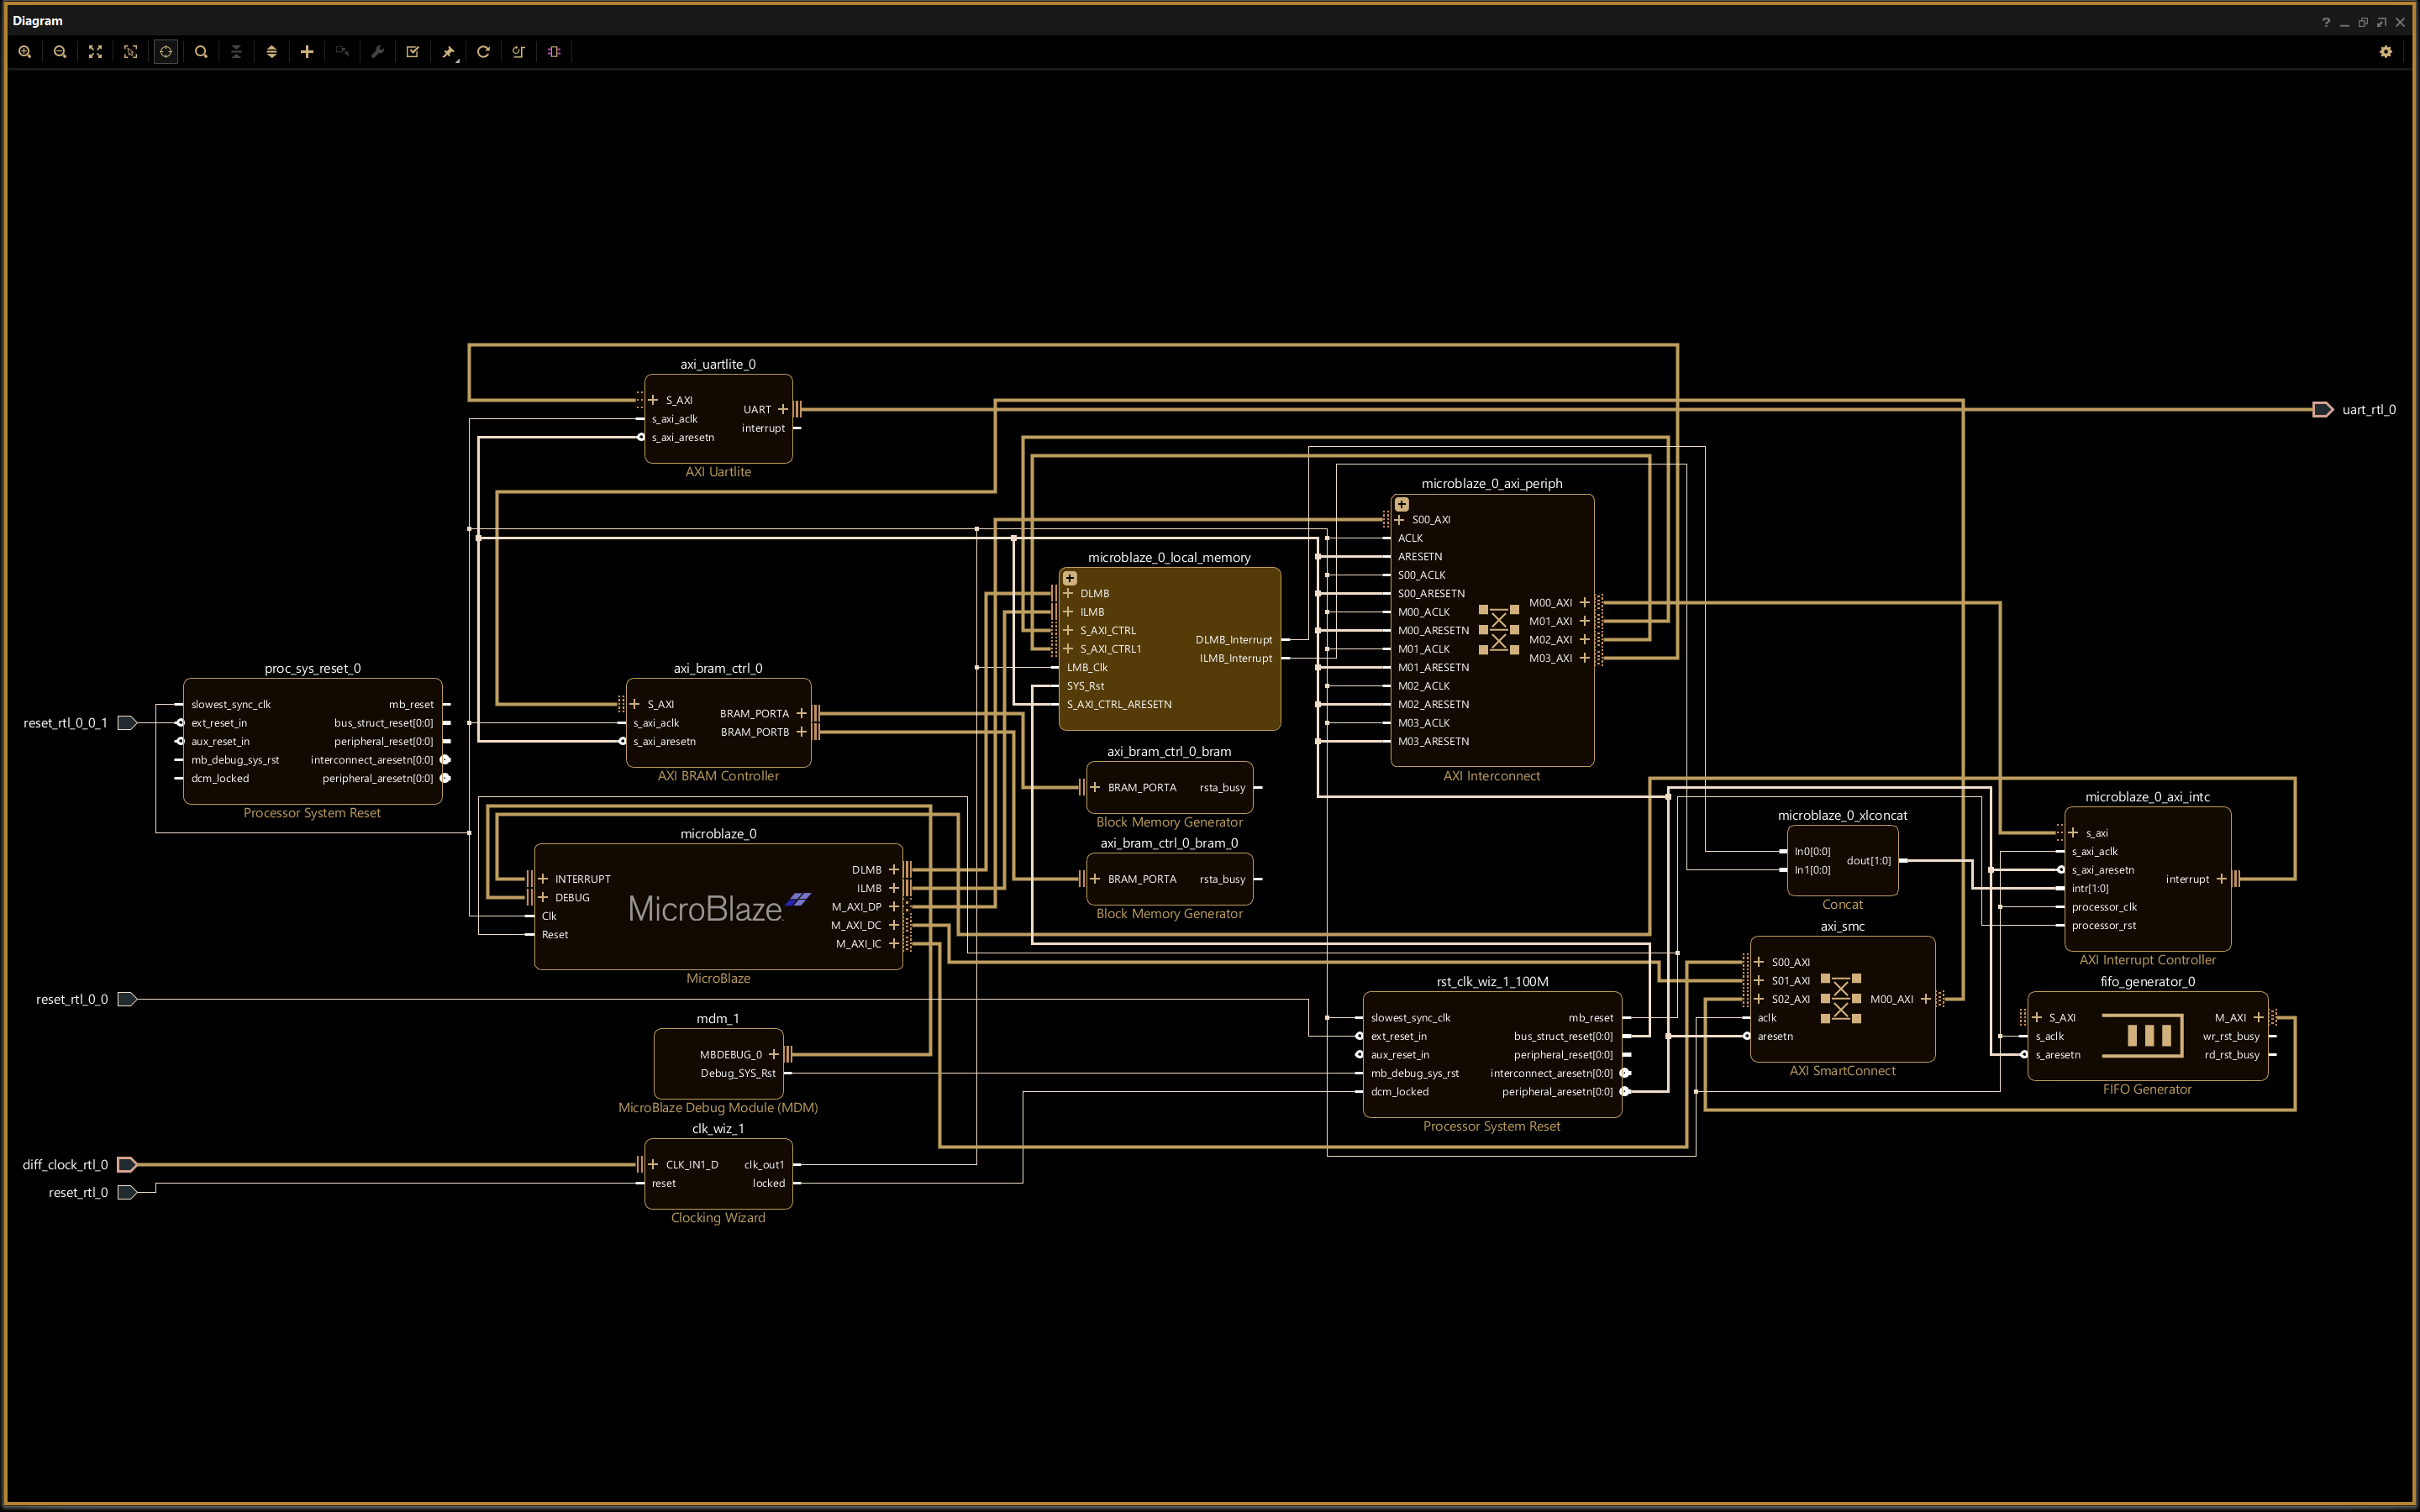 Diagram
axi_uartlite_0
S_AXI
s_axi_aclk
s_axi_aresetn
UART
interrupt
AXI Uartlite
uart_rtl_0
microblaze_0_axi_periph
S00_AXI
ACLK
ARESETN
S00_ACLK
S00_ARESETN
M00_ACLK
M00_ARESETN
M01_ACLK
M01_ARESETN
M02_ACLK
M02_ARESETN
M03_ACLK
M03_ARESETN
M00_AXI
M01_AXI
M02_AXI
M03_AXI
AXI Interconnect
microblaze_0_local_memory
DLMB
ILMB
S_AXI_CTRL
S_AXI_CTRL1
LMB_Clk
SYS_Rst
S_AXI_CTRL_ARESETN
DLMB_Interrupt
ILMB_Interrupt
reset_rtl_0_0_1
proc_sys_reset_0
slowest_sync_clk
ext_reset_in
aux_reset_in
mb_debug_sys_rst
dcm_locked
mb_reset
bus_struct_reset[0:0]
peripheral_reset[0:0]
interconnect_aresetn[0:0]
peripheral_aresetn[0:0]
Processor System Reset
axi_bram_ctrl_0
S_AXI
s_axi_aclk
s_axi_aresetn
BRAM_PORTA
BRAM_PORTB
AXI BRAM Controller
axi_bram_ctrl_0_bram
BRAM_PORTA
rsta_busy
Block Memory Generator
axi_bram_ctrl_0_bram_0
BRAM_PORTA
rsta_busy
Block Memory Generator
microblaze_0
INTERRUPT
DEBUG
Clk
Reset
MicroBlaze
DLMB
ILMB
M_AXI_DP
M_AXI_DC
M_AXI_IC
MicroBlaze
microblaze_0_xlconcat
In0[0:0]
In1[0:0]
dout[1:0]
Concat
microblaze_0_axi_intc
s_axi
s_axi_aclk
s_axi_aresetn
intr[1:0]
processor_clk
processor_rst
interrupt
AXI Interrupt Controller
axi_smc
S00_AXI
S01_AXI
S02_AXI
aclk
aresetn
M00_AXI
AXI SmartConnect
fifo_generator_0
S_AXI
s_aclk
s_aresetn
M_AXI
wr_rst_busy
rd_rst_busy
FIFO Generator
reset_rtl_0_0
mdm_1
MBDEBUG_0
Debug_SYS_Rst
MicroBlaze Debug Module (MDM)
rst_clk_wiz_1_100M
slowest_sync_clk
ext_reset_in
aux_reset_in
mb_debug_sys_rst
dcm_locked
mb_reset
bus_struct_reset[0:0]
peripheral_reset[0:0]
interconnect_aresetn[0:0]
peripheral_aresetn[0:0]
Processor System Reset
diff_clock_rtl_0
reset_rtl_0
clk_wiz_1
CLK_IN1_D
reset
clk_out1
locked
Clocking Wizard